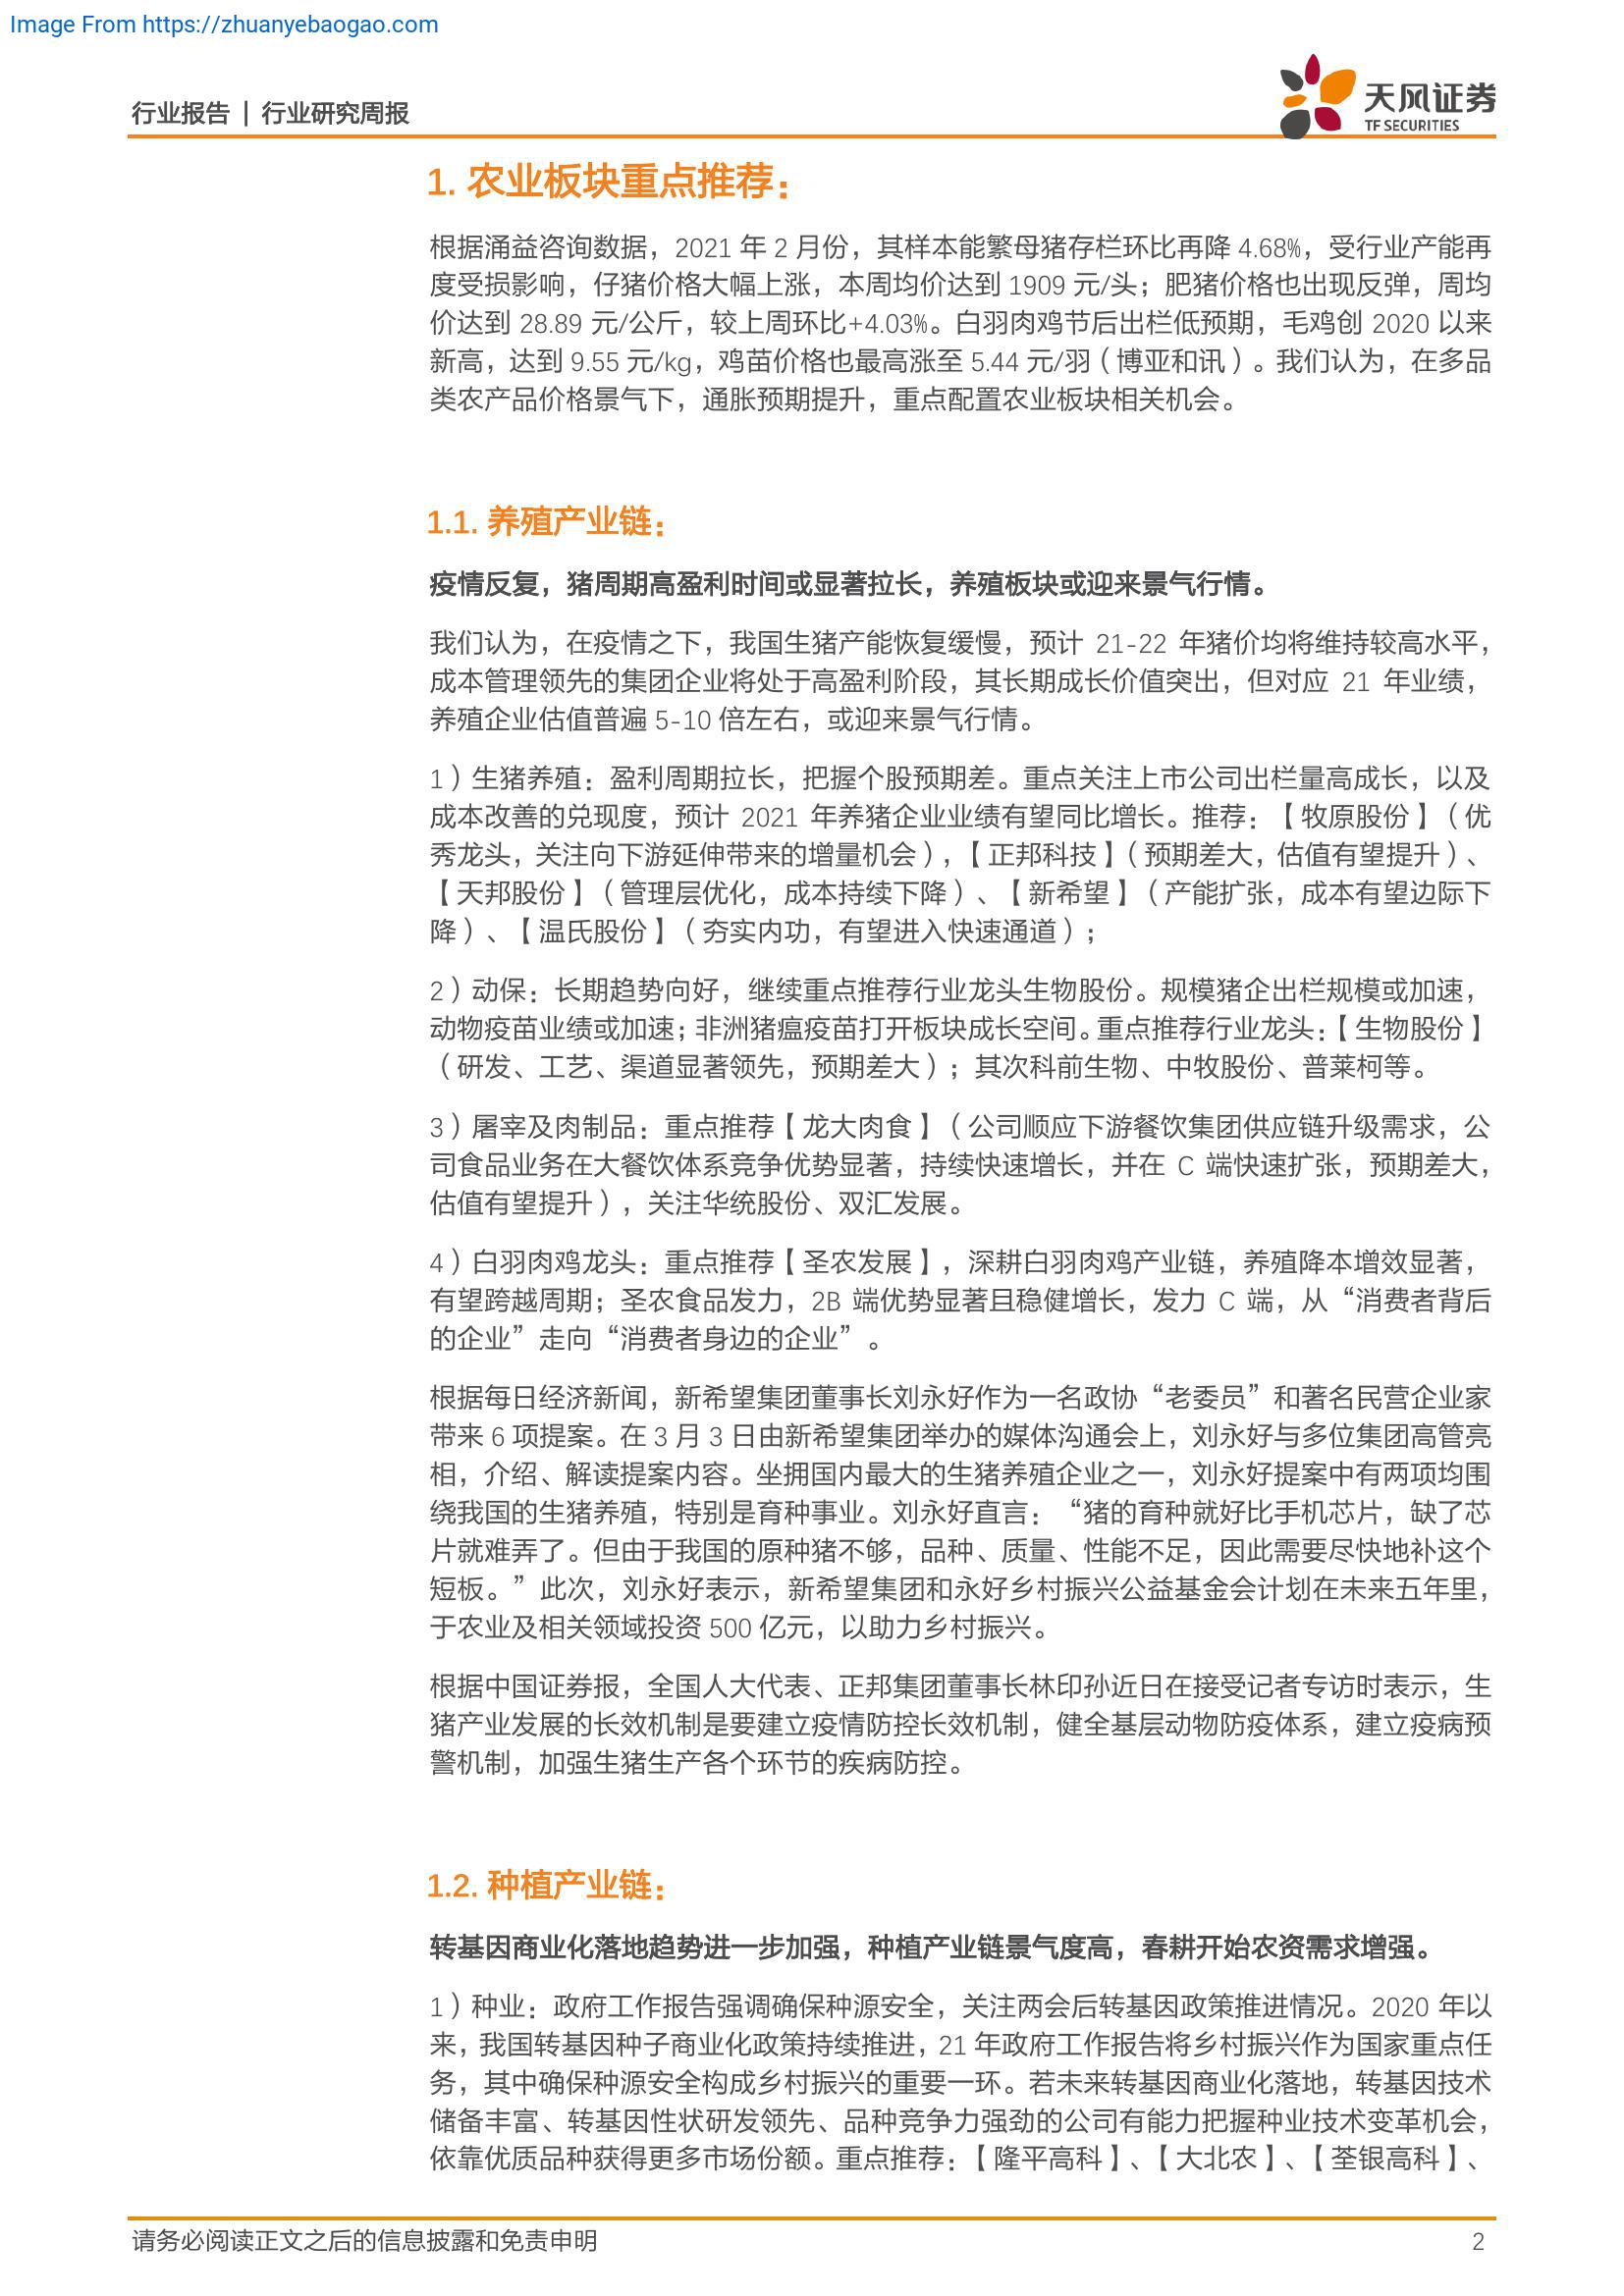 Image From https://zhuanyebaogao.com
行业报告 | 行业研究周报
天风证券
TF SECURITIES
1. 农业板块重点推荐：
根据涌益咨询数据，2021 年 2 月份，其样本能繁母猪存栏环比再降 4.68%，受行业产能再
度受损影响，仔猪价格大幅上涨，本周均价达到 1909 元/头；肥猪价格也出现反弹，周均
价达到 28.89 元/公斤，较上周环比+4.03%。白羽肉鸡节后出栏低预期，毛鸡创 2020 以来
新高，达到 9.55 元/kg，鸡苗价格也最高涨至 5.44 元/羽（博亚和讯）。我们认为，在多品
类农产品价格景气下，通胀预期提升，重点配置农业板块相关机会。
1.1. 养殖产业链：
疫情反复，猪周期高盈利时间或显著拉长，养殖板块或迎来景气行情。
我们认为，在疫情之下，我国生猪产能恢复缓慢，预计 21-22 年猪价均将维持较高水平，
成本管理领先的集团企业将处于高盈利阶段，其长期成长价值突出，但对应 21 年业绩，
养殖企业估值普遍 5-10 倍左右，或迎来景气行情。
1）生猪养殖：盈利周期拉长，把握个股预期差。重点关注上市公司出栏量高成长，以及
成本改善的兑现度，预计 2021 年养猪企业业绩有望同比增长。推荐：【牧原股份】（优
秀龙头，关注向下游延伸带来的增量机会），【正邦科技】（预期差大，估值有望提升）、
【天邦股份】（管理层优化，成本持续下降）、【新希望】（产能扩张，成本有望边际下
降）、【温氏股份】（夯实内功，有望进入快速通道）；
2）动保：长期趋势向好，继续重点推荐行业龙头生物股份。规模猪企出栏规模或加速，
动物疫苗业绩或加速；非洲猪瘟疫苗打开板块成长空间。重点推荐行业龙头：【生物股份】
（研发、工艺、渠道显著领先，预期差大）；其次科前生物、中牧股份、普莱柯等。
3）屠宰及肉制品：重点推荐【龙大肉食】（公司顺应下游餐饮集团供应链升级需求，公
司食品业务在大餐饮体系竞争优势显著，持续快速增长，并在 C 端快速扩张，预期差大，
估值有望提升），关注华统股份、双汇发展。
4）白羽肉鸡龙头：重点推荐【圣农发展】，深耕白羽肉鸡产业链，养殖降本增效显著，
有望跨越周期；圣农食品发力，2B 端优势显著且稳健增长，发力 C 端，从“消费者背后
的企业”走向“消费者身边的企业”。
根据每日经济新闻，新希望集团董事长刘永好作为一名政协“老委员”和著名民营企业家
带来 6 项提案。在 3 月 3 日由新希望集团举办的媒体沟通会上，刘永好与多位集团高管亮
相，介绍、解读提案内容。坐拥国内最大的生猪养殖企业之一，刘永好提案中有两项均围
绕我国的生猪养殖，特别是育种事业。刘永好直言：“猪的育种就好比手机芯片，缺了芯
片就难弄了。但由于我国的原种猪不够，品种、质量、性能不足，因此需要尽快地补这个
短板。”此次，刘永好表示，新希望集团和永好乡村振兴公益基金会计划在未来五年里，
于农业及相关领域投资 500 亿元，以助力乡村振兴。
根据中国证券报，全国人大代表、正邦集团董事长林印孙近日在接受记者专访时表示，生
猪产业发展的长效机制是要建立疫情防控长效机制，健全基层动物防疫体系，建立疫病预
警机制，加强生猪生产各个环节的疾病防控。
1.2. 种植产业链：
转基因商业化落地趋势进一步加强，种植产业链景气度高，春耕开始农资需求增强。
1）种业：政府工作报告强调确保种源安全，关注两会后转基因政策推进情况。2020 年以
来，我国转基因种子商业化政策持续推进，21 年政府工作报告将乡村振兴作为国家重点任
务，其中确保种源安全构成乡村振兴的重要一环。若未来转基因商业化落地，转基因技术
储备丰富、转基因性状研发领先、品种竞争力强劲的公司有能力把握种业技术变革机会，
依靠优质品种获得更多市场份额。重点推荐：【隆平高科】、【大北农】、【荃银高科】、
请务必阅读正文之后的信息披露和免责申明
2